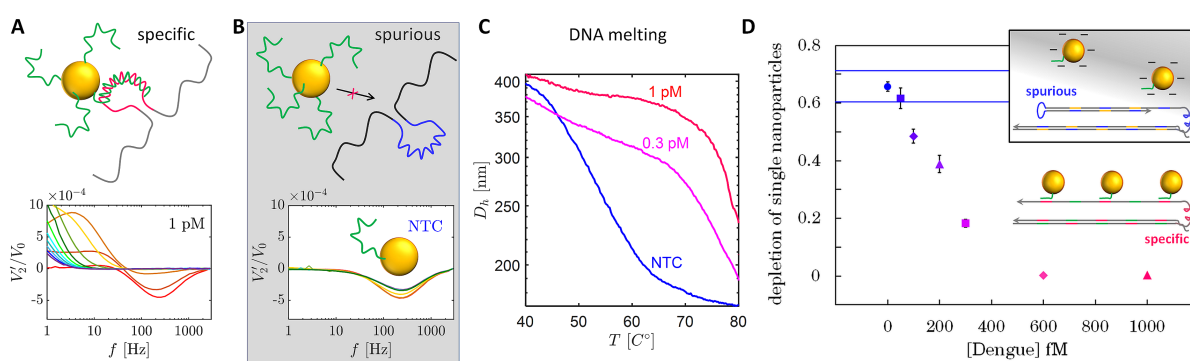 A
specific
×10⁻⁴
10
5
0
-5
1 pM
V₂'/V₀
1
10
100
1000
f [Hz]
B
spurious
×10⁻⁴
10
5
0
-5
NTC
V₂'/V₀
1
10
100
1000
f [Hz]
C
DNA melting
400
350
300
250
200
Dₕ [nm]
1 pM
0.3 pM
NTC
40
50
60
70
80
T [C°]
D
depletion of single nanoparticles
0.8
0.6
0.4
0.2
0
spurious
specific
0
200
400
600
800
1000
[Dengue] fM